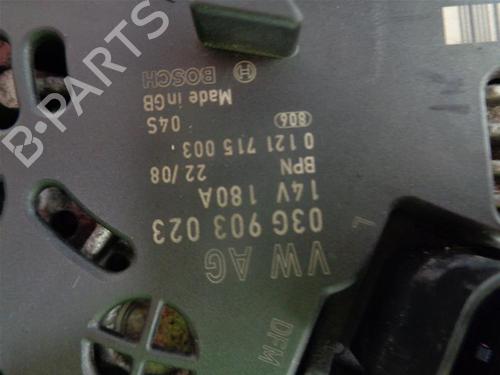 VW AG
03G 903 023
14V 180A
22/08
BPN
0 121 715 003
806
04S
Made in GB
BOSCH
L
DFM
B-PARTS